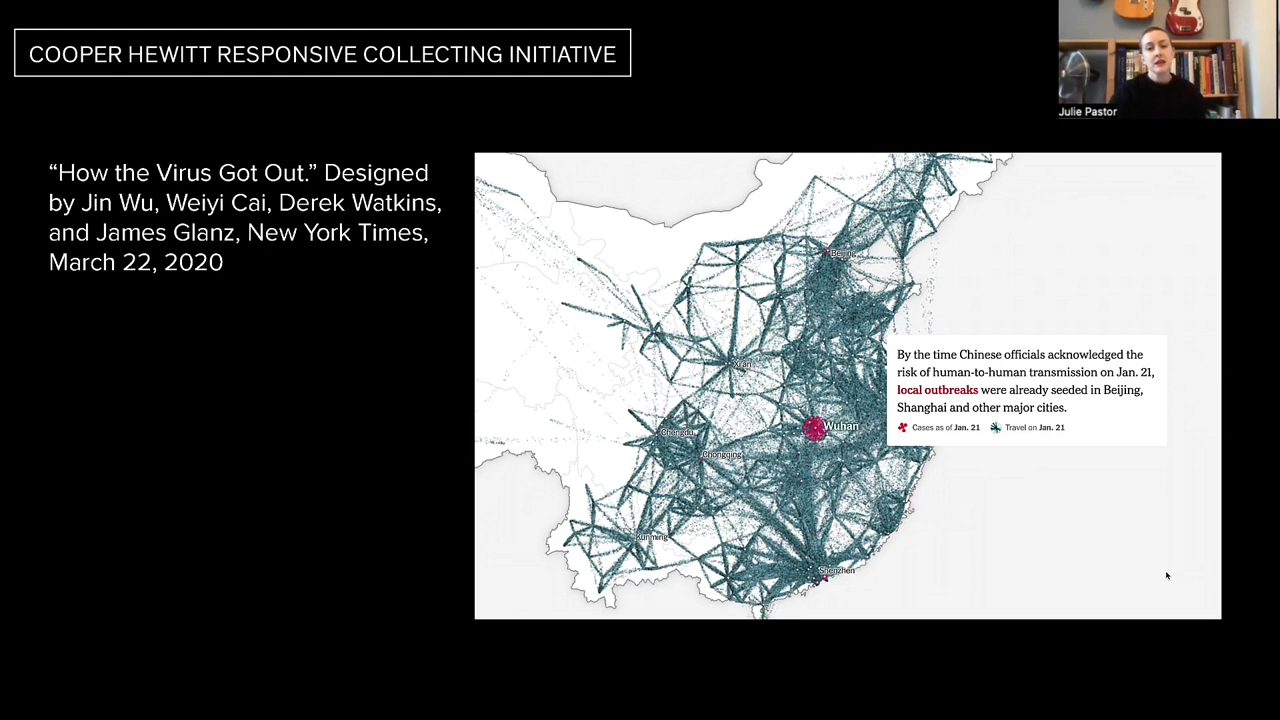 COOPER HEWITT RESPONSIVE COLLECTING INITIATIVE
Julie Pastor
“How the Virus Got Out.” Designed
by Jin Wu, Weiyi Cai, Derek Watkins,
and James Glanz, New York Times,
March 22, 2020
Beijing
Xi'an
Chengdu
Wuhan
Chongqing
Kunming
Shenzhen
By the time Chinese officials acknowledged the
risk of human-to-human transmission on Jan. 21,
local outbreaks were already seeded in Beijing,
Shanghai and other major cities.
Cases as of Jan. 21 Travel on Jan. 21